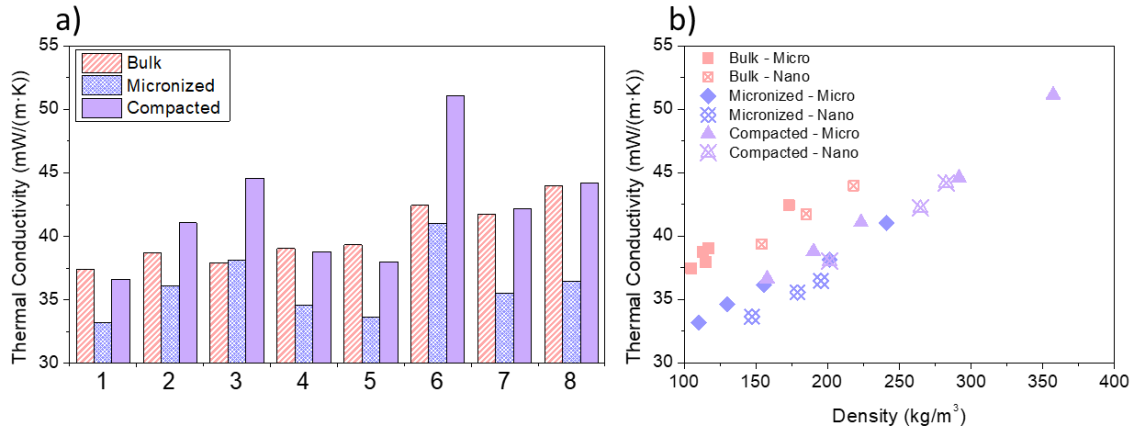 a)
Thermal Conductivity (mW/(m·K))
55
50
45
40
35
30
Bulk
Micronized
Compacted
1 2 3 4 5 6 7 8
b)
Thermal Conductivity (mW/(m·K))
55
50
45
40
35
30
Bulk - Micro
Bulk - Nano
Micronized - Micro
Micronized - Nano
Compacted - Micro
Compacted - Nano
100 150 200 250 300 350 400
Density (kg/m³)